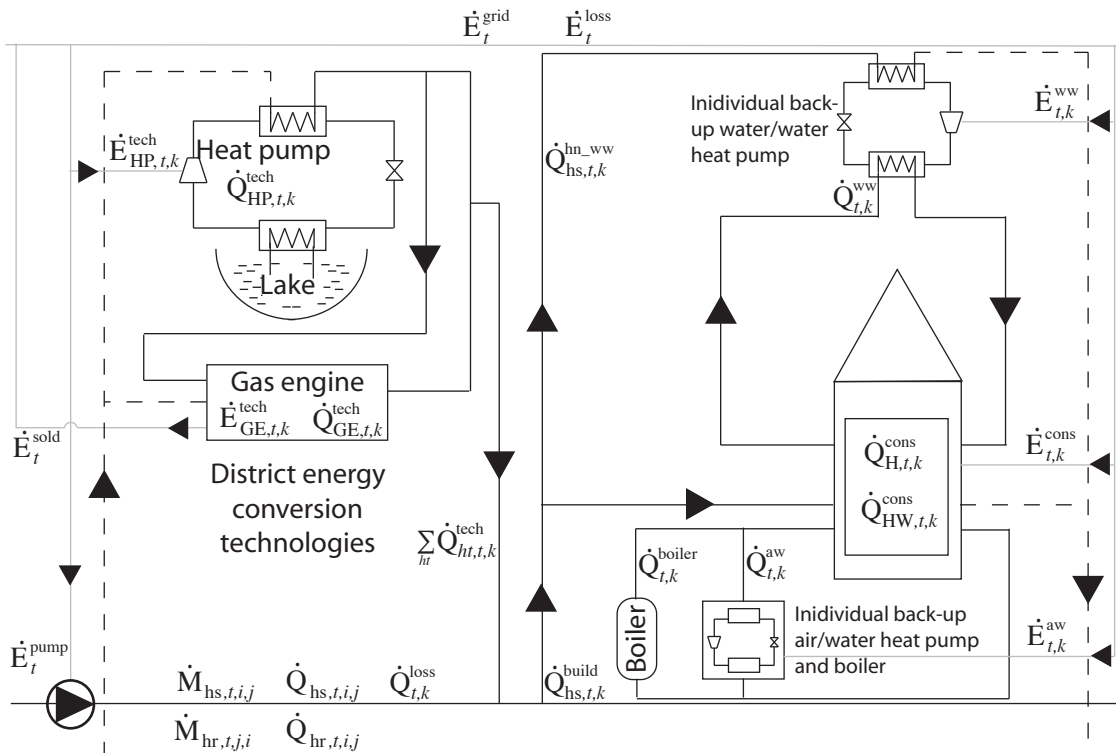 Ė_t^grid Ė_t^loss
Inidividual back-
up water/water
heat pump
Ė_{t,k}^ww
Ė_{HP,t,k}^tech
Heat pump
Q̇_{HP,t,k}^tech
Q̇_{hs,t,k}^{hn_ww}
Q̇_{t,k}^ww
Lake
Gas engine
Ė_{GE,t,k}^tech Q̇_{GE,t,k}^tech
Ė_t^sold
Q̇_{H,t,k}^cons
Ė_{t,k}^cons
District energy
conversion
technologies
Q̇_{HW,t,k}^cons
∑_{ht} Q̇_{ht,t,k}^tech
Q̇_{t,k}^boiler Q̇_{t,k}^aw
Boiler
Inidividual back-up
air/water heat pump
and boiler
Ė_{t,k}^aw
Ė_t^pump
Ṁ_{hs,t,i,j} Q̇_{hs,t,i,j} Q̇_{t,k}^loss Q̇_{hs,t,k}^build
Ṁ_{hr,t,j,i} Q̇_{hr,t,i,j}